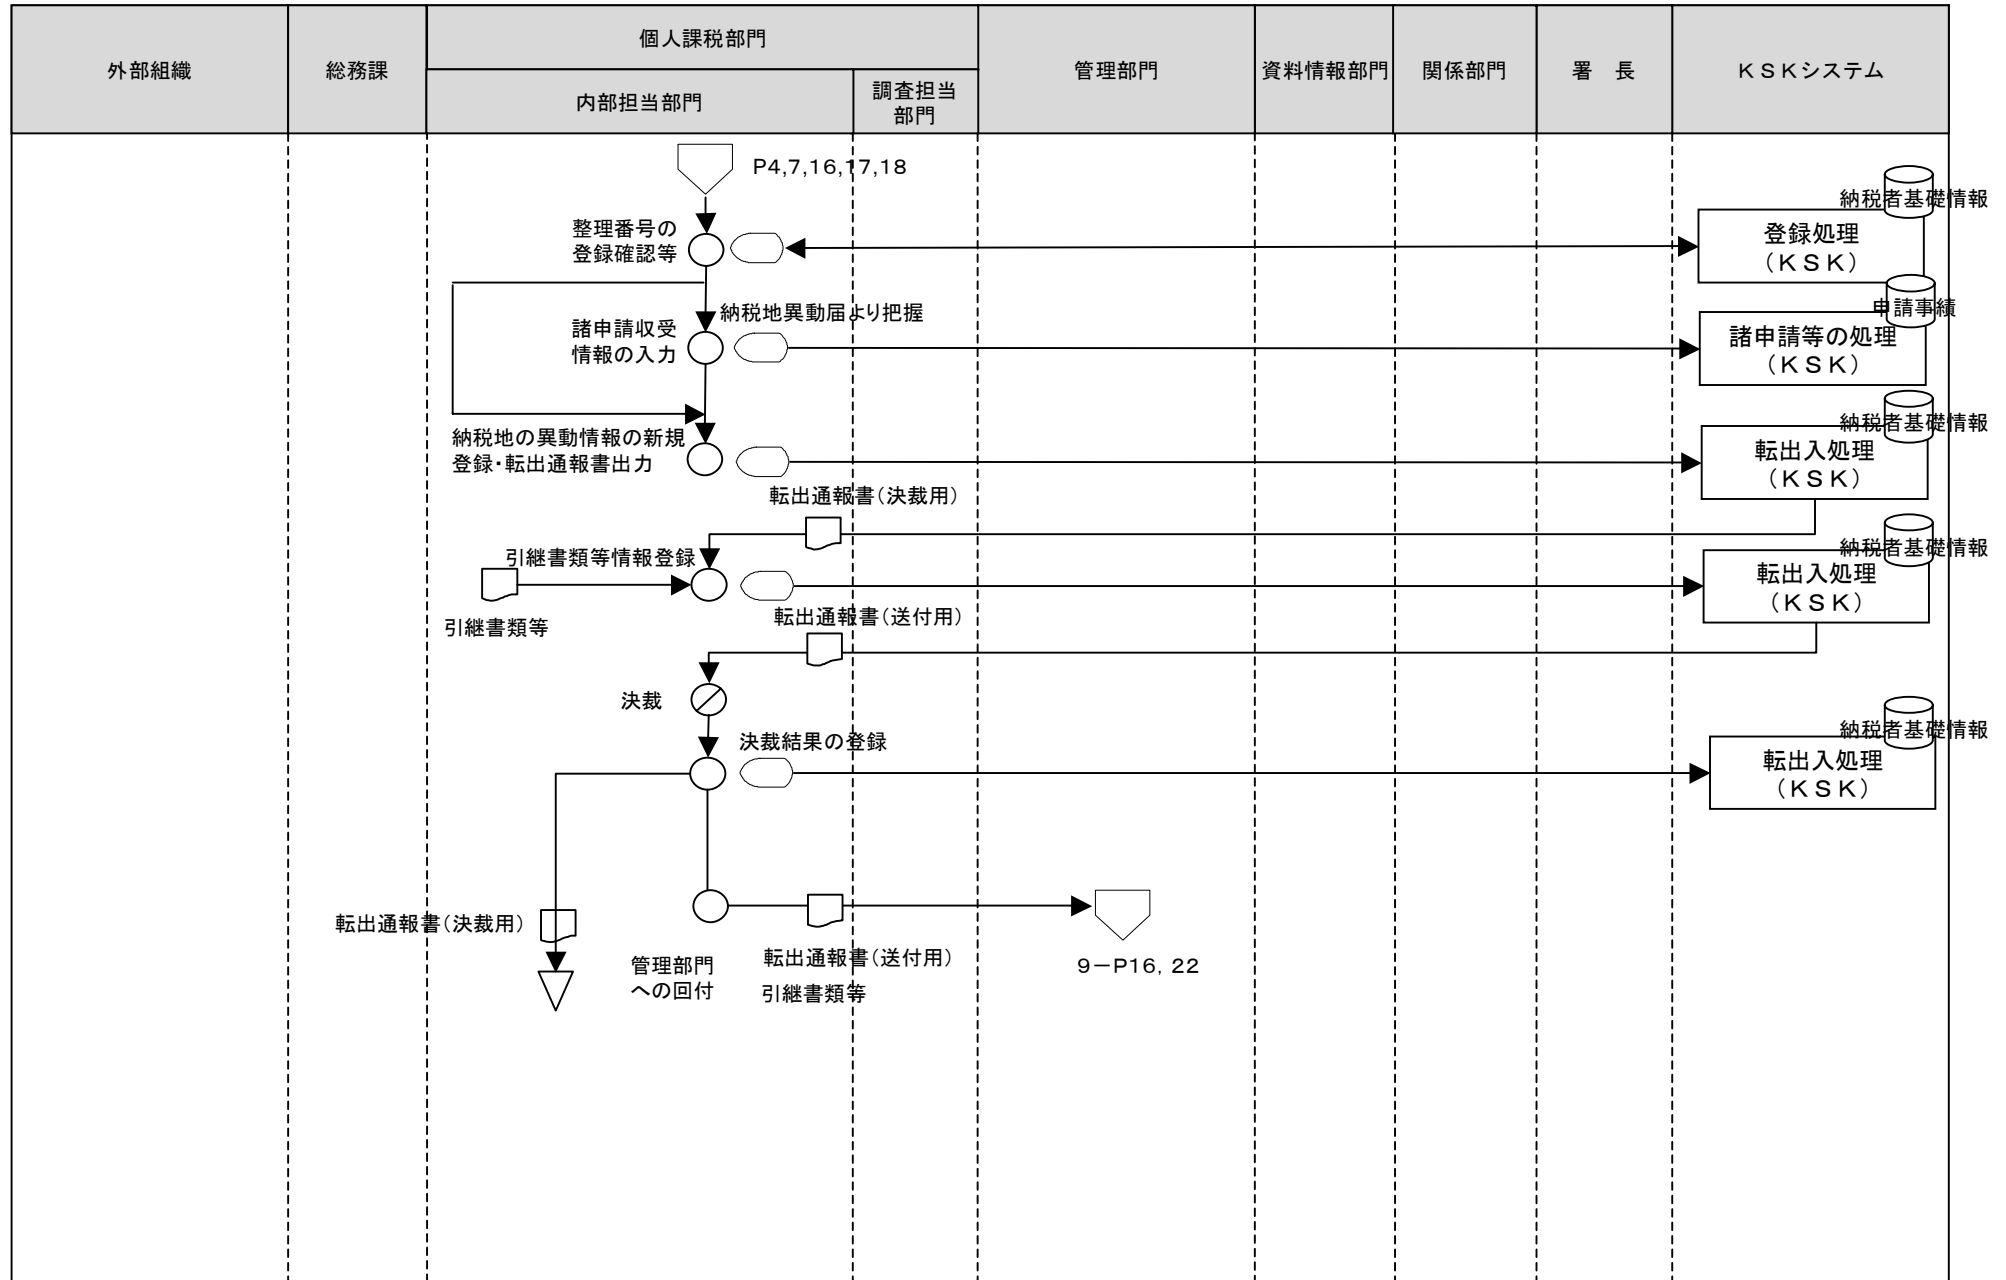 外部組織
総務課
個人課税部門
内部担当部門
調査担当
部門
管理部門
資料情報部門
関係部門
署　長
ＫＳＫシステム
P4,7,16,17,18
納税者基礎情報
整理番号の
登録確認等
登録処理
（ＫＳＫ）
納税地異動届より把握
申請事績
諸申請収受
情報の入力
諸申請等の処理
（ＫＳＫ）
納税者基礎情報
納税地の異動情報の新規
登録・転出通報書出力
転出入処理
（ＫＳＫ）
転出通報書（決裁用）
納税者基礎情報
引継書類等情報登録
転出入処理
（ＫＳＫ）
引継書類等
転出通報書（送付用）
決裁
納税者基礎情報
決裁結果の登録
転出入処理
（ＫＳＫ）
転出通報書（決裁用）
管理部門
への回付
転出通報書（送付用）
引継書類等
9－P16, 22